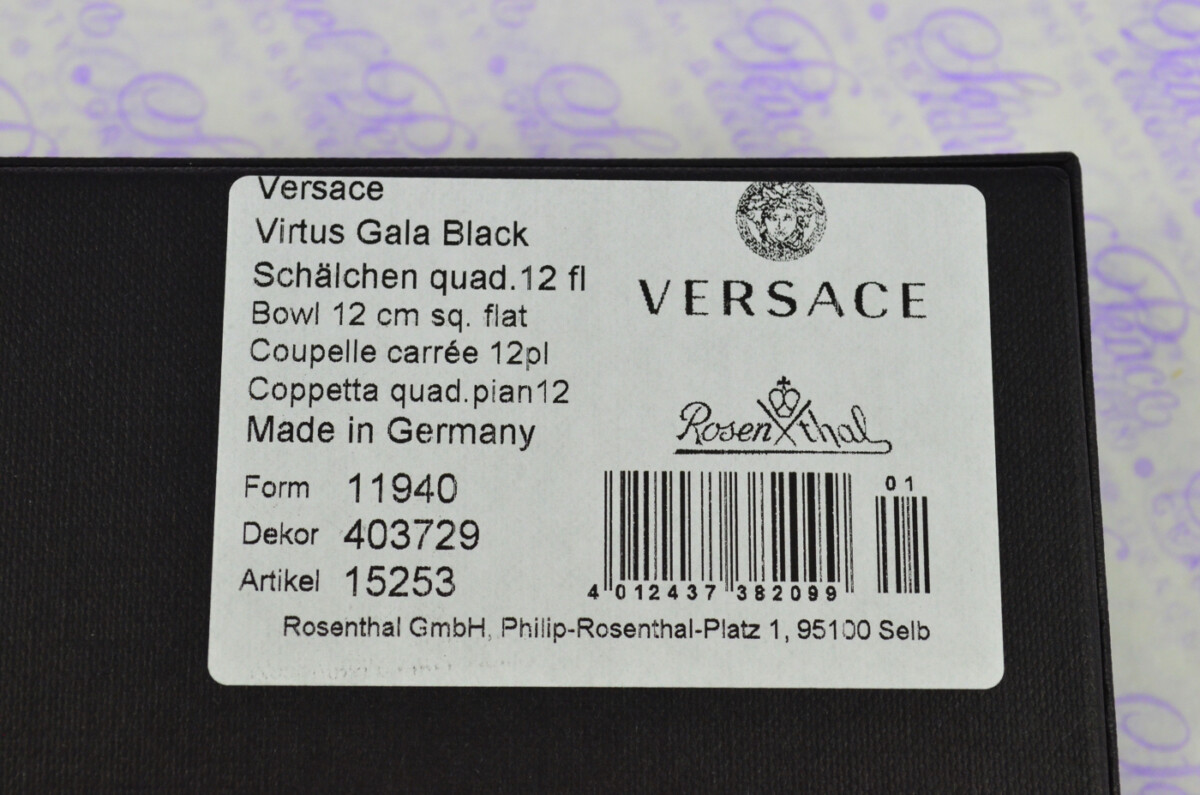 Versace
Virtus Gala Black
Schälchen quad.12 fl
Bowl 12 cm sq. flat
Coupelle carrée 12pl
Coppetta quad.pian12
Made in Germany
Form 11940
Dekor 403729
Artikel 15253
VERSACE
Rosenthal
01
4 012437 382099
Rosenthal GmbH, Philip-Rosenthal-Platz 1, 95100 Selb